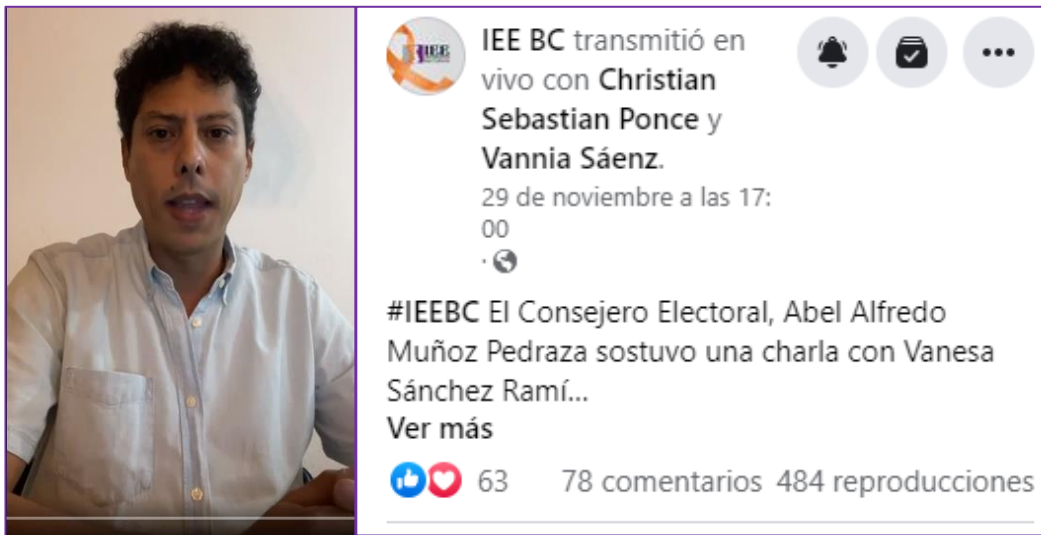 IEE
IEE BC transmitió en
vivo con Christian
Sebastian Ponce y
Vannia Sáenz.
29 de noviembre a las 17:
00
·
#IEEBC El Consejero Electoral, Abel Alfredo
Muñoz Pedraza sostuvo una charla con Vanesa
Sánchez Ramí...
Ver más
63 78 comentarios 484 reproducciones